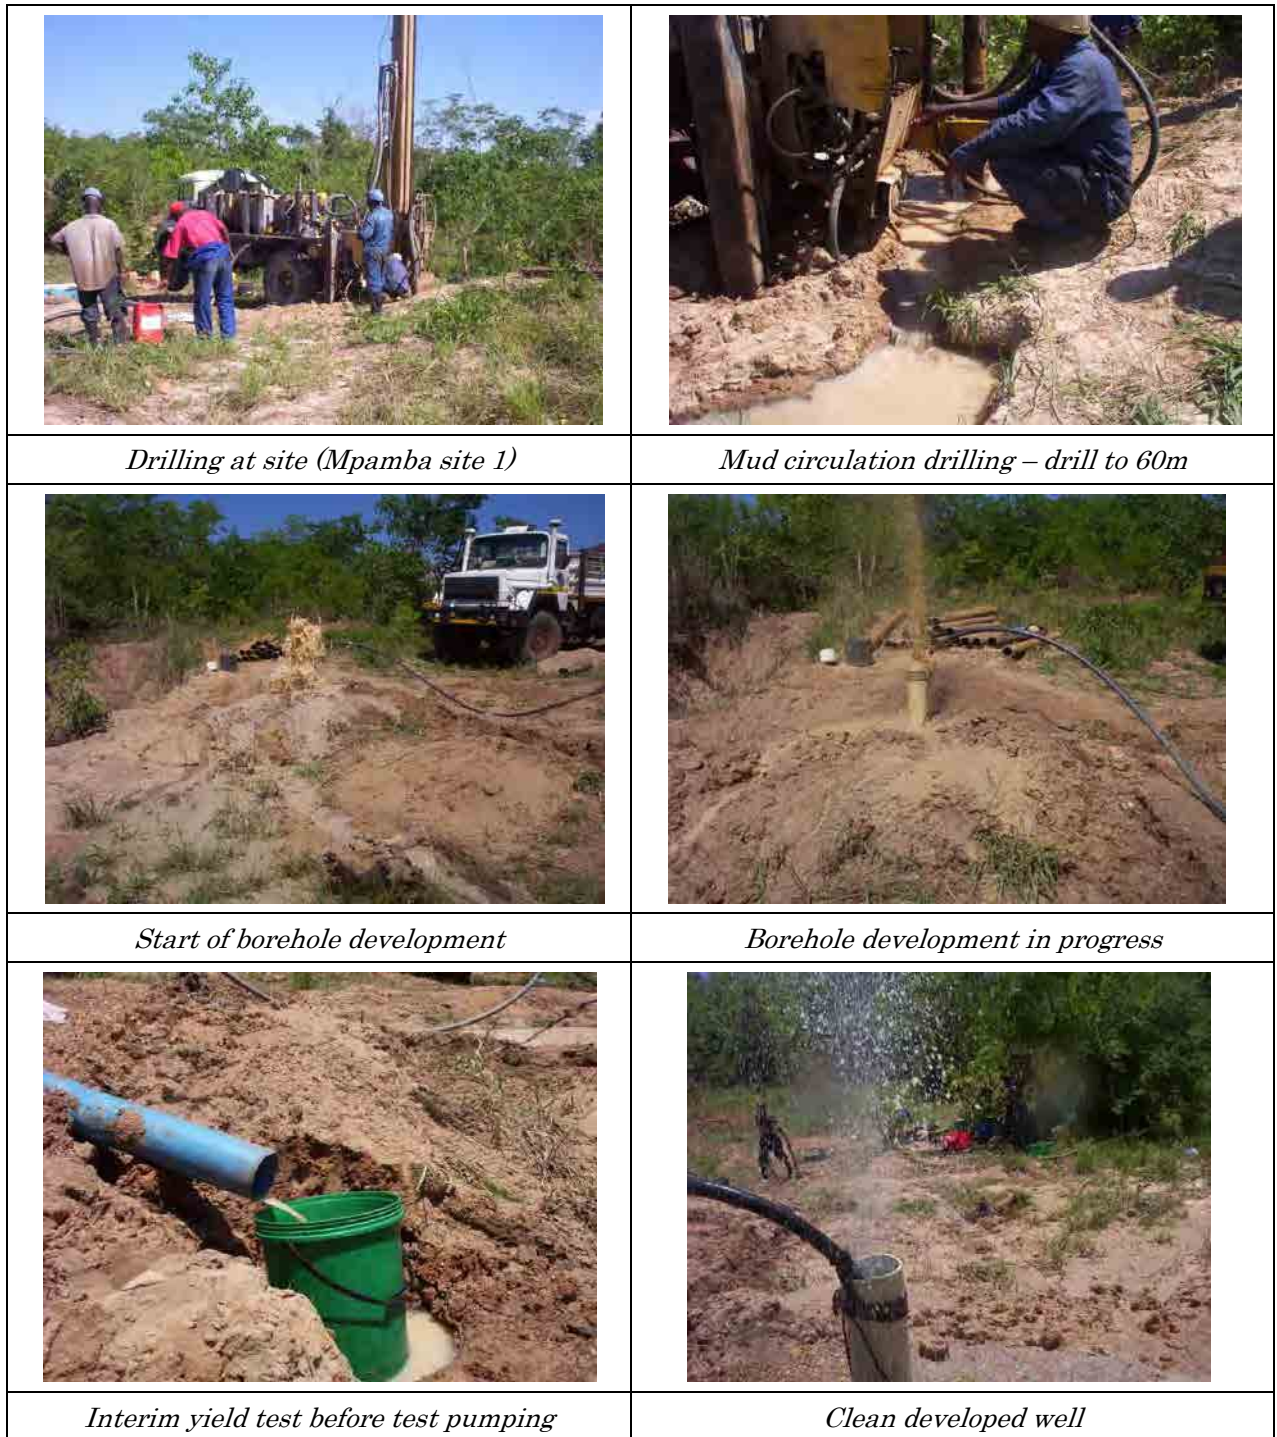 Drilling at site (Mpamba site 1)
Mud circulation drilling – drill to 60m
Start of borehole development
Borehole development in progress
Interim yield test before test pumping
Clean developed well